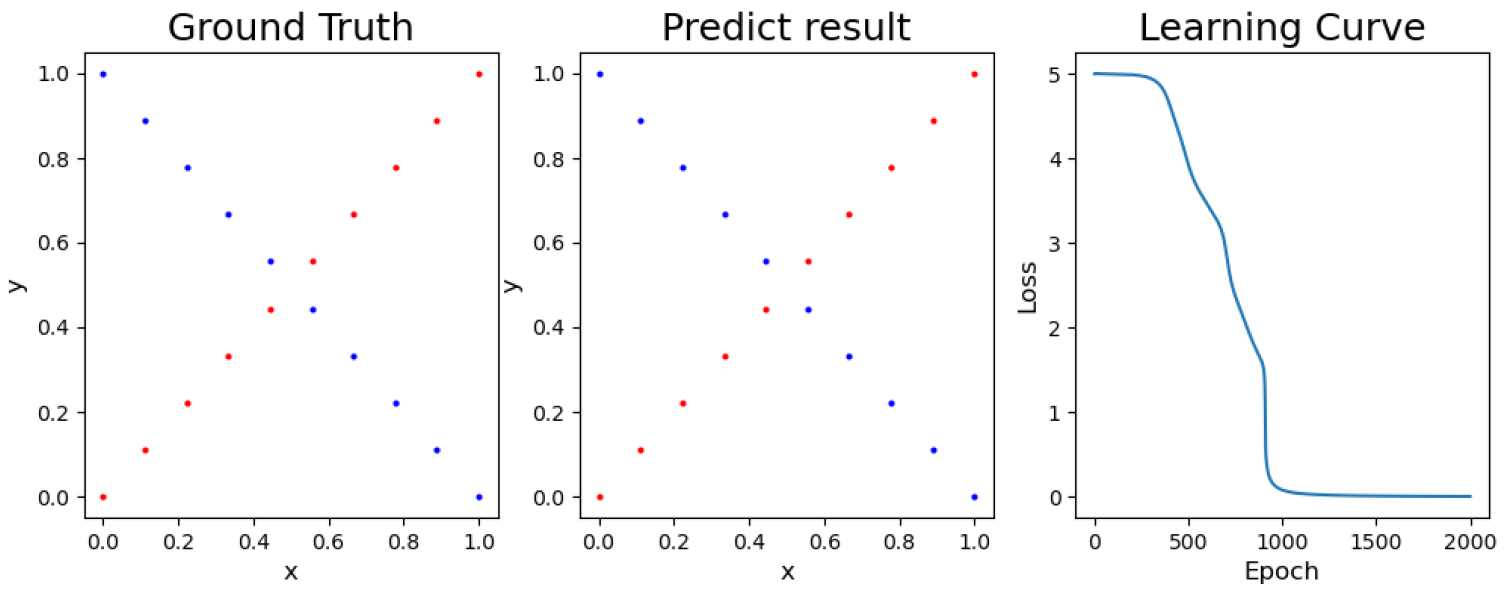 Ground Truth
1.0
0.8
0.6
0.4
0.2
0.0
y
0.0 0.2 0.4 0.6 0.8 1.0
x
Predict result
1.0
0.8
0.6
0.4
0.2
0.0
y
0.0 0.2 0.4 0.6 0.8 1.0
x
Learning Curve
5
4
3
2
1
0
Loss
0 500 1000 1500 2000
Epoch